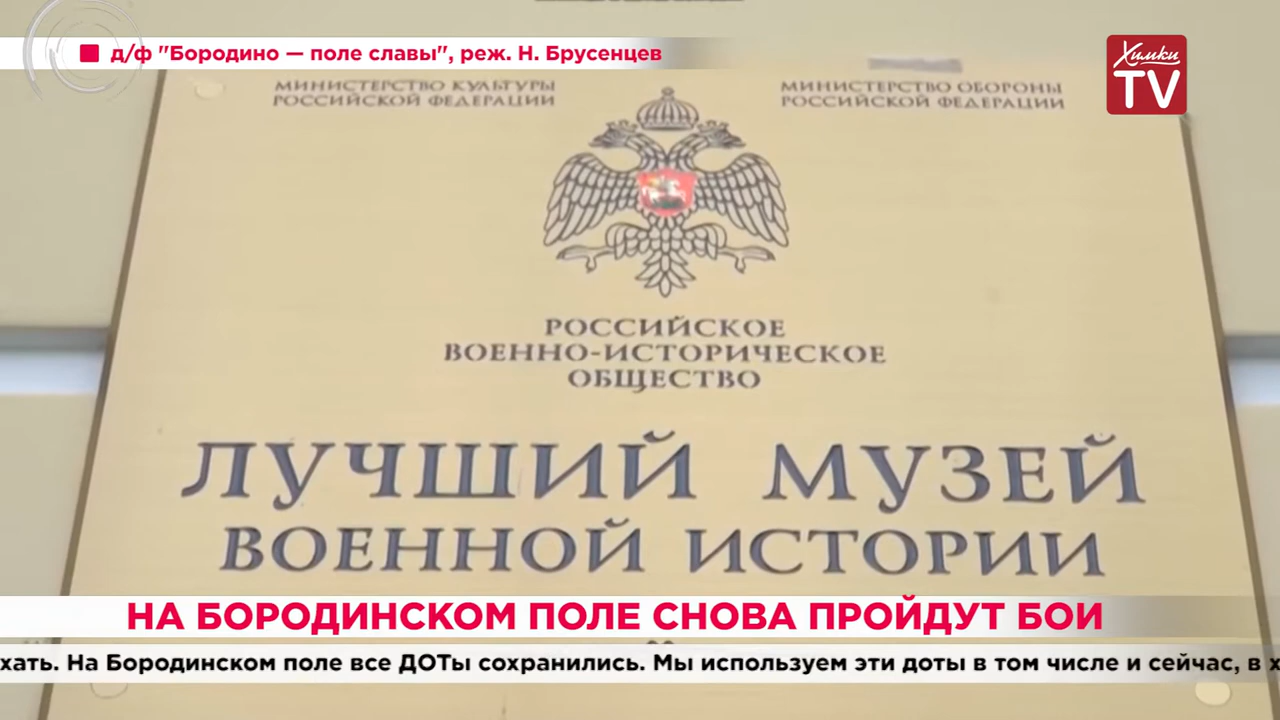 д/ф "Бородино — поле славы", реж. Н. Брусенцев
Химки
TV
МИНИСТЕРСТВО КУЛЬТУРЫ
РОССИЙСКОЙ ФЕДЕРАЦИИ
МИНИСТЕРСТВО ОБОРОНЫ
РОССИЙСКОЙ ФЕДЕРАЦИИ
РОССИЙСКОЕ
ВОЕННО-ИСТОРИЧЕСКОЕ
ОБЩЕСТВО
ЛУЧШИЙ МУЗЕЙ
ВОЕННОЙ ИСТОРИИ
НА БОРОДИНСКОМ ПОЛЕ СНОВА ПРОЙДУТ БОИ
хать. На Бородинском поле все ДОТы сохранились. Мы используем эти доты в том числе и сейчас, в х